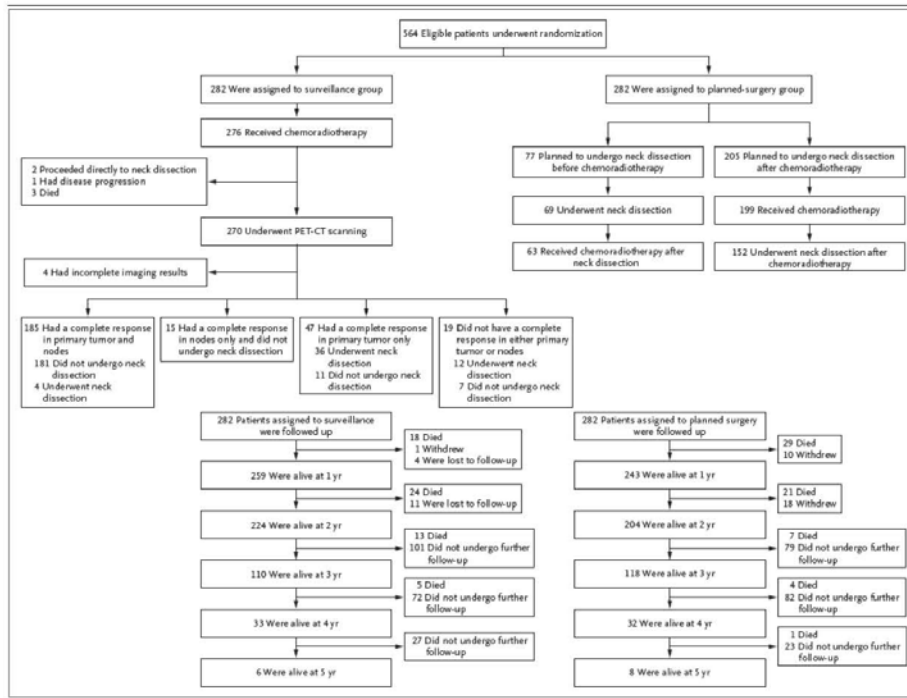 564 Eligible patients underwent randomization
282 Were assigned to surveillance group
282 Were assigned to planned-surgery group
276 Received chemoradiotherapy
2 Proceeded directly to neck dissection
1 Had disease progression
3 Died
77 Planned to undergo neck dissection
before chemoradiotherapy
205 Planned to undergo neck dissection
after chemoradiotherapy
69 Underwent neck dissection
199 Received chemoradiotherapy
270 Underwent PET-CT scanning
63 Received chemoradiotherapy after
neck dissection
152 Underwent neck dissection after
chemoradiotherapy
4 Had incomplete imaging results
185 Had a complete response
in primary tumor and
nodes
181 Did not undergo neck
dissection
4 Underwent neck
dissection
15 Had a complete response
in nodes only and did not
undergo neck dissection
47 Had a complete response
in primary tumor only
36 Underwent neck
dissection
11 Did not undergo neck
dissection
19 Did not have a complete
response in either primary
tumor or nodes
12 Underwent neck
dissection
7 Did not undergo neck
dissection
282 Patients assigned to surveillance
were followed up
18 Died
1 Withdrew
4 Were lost to follow-up
259 Were alive at 1 yr
24 Died
11 Were lost to follow-up
224 Were alive at 2 yr
13 Died
101 Did not undergo further
follow-up
110 Were alive at 3 yr
5 Died
72 Did not undergo further
follow-up
33 Were alive at 4 yr
27 Did not undergo further
follow-up
6 Were alive at 5 yr
282 Patients assigned to planned surgery
were followed up
29 Died
10 Withdrew
243 Were alive at 1 yr
21 Died
18 Withdrew
204 Were alive at 2 yr
7 Died
79 Did not undergo further
follow-up
118 Were alive at 3 yr
4 Died
82 Did not undergo further
follow-up
32 Were alive at 4 yr
1 Died
23 Did not undergo further
follow-up
8 Were alive at 5 yr